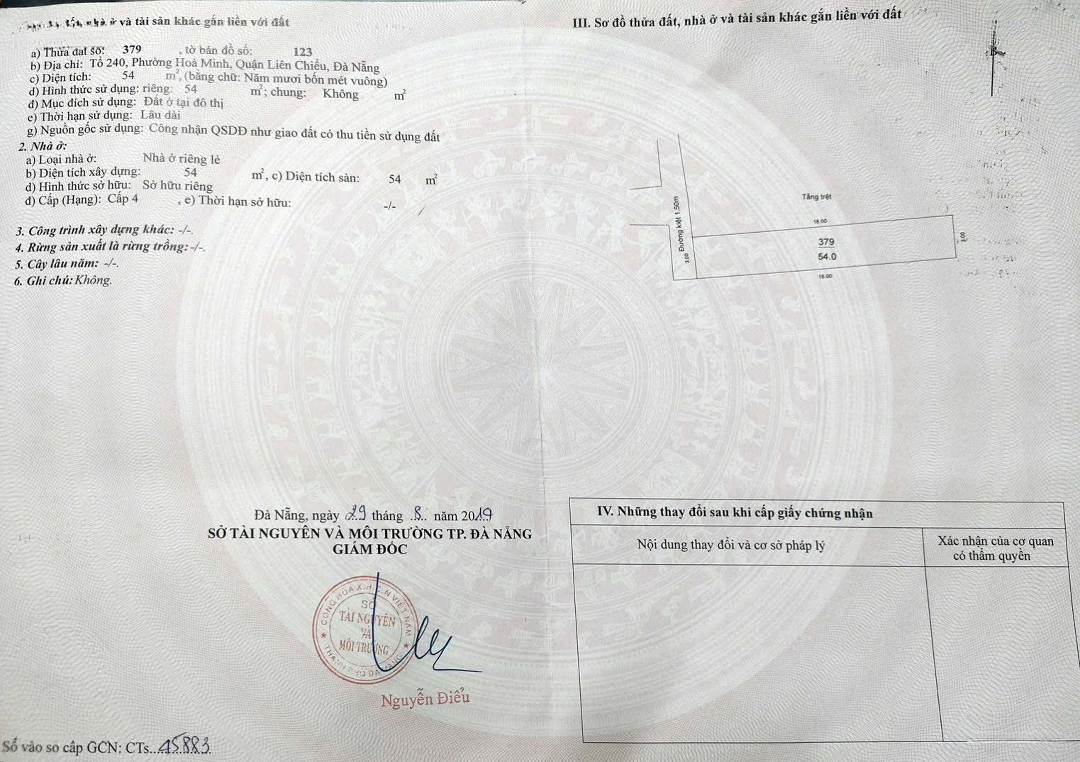 nhà ở và tài sản khác gắn liền với đất
a) Thửa đất số: 379 , tờ bản đồ số: 123
b) Địa chỉ: Tổ 240, Phường Hoà Minh, Quận Liên Chiểu, Đà Nẵng
c) Diện tích: 54 m², (bằng chữ: Năm mươi bốn mét vuông)
d) Hình thức sử dụng: riêng: 54 m²; chung: Không m²
đ) Mục đích sử dụng: Đất ở tại đô thị
e) Thời hạn sử dụng: Lâu dài
g) Nguồn gốc sử dụng: Công nhận QSDĐ như giao đất có thu tiền sử dụng đất
2. Nhà ở:
a) Loại nhà ở: Nhà ở riêng lẻ
b) Diện tích xây dựng: 54 m², c) Diện tích sàn: 54 m²
d) Hình thức sở hữu: Sở hữu riêng
đ) Cấp (Hạng): Cấp 4 , e) Thời hạn sở hữu: -/-
3. Công trình xây dựng khác: -/-.
4. Rừng sản xuất là rừng trồng: -/-.
5. Cây lâu năm: -/-.
6. Ghi chú: Không.
Đà Nẵng, ngày 29 tháng .8.. năm 2019
SỞ TÀI NGUYÊN VÀ MÔI TRƯỜNG TP. ĐÀ NẴNG
GIÁM ĐỐC
CỘNG HOÀ X.H.C.N VIỆT NAM
SỞ
TÀI NGUYÊN
VÀ
MÔI TRƯỜNG
THÀNH PHỐ ĐÀ NẴNG
Nguyễn Điểu
Số vào sổ cấp GCN: CTs..45883
III. Sơ đồ thửa đất, nhà ở và tài sản khác gắn liền với đất
B
Tầng trệt
Đường kiệt 1.50m
18.00
3.00
379
54.0
3.00
18.00
IV. Những thay đổi sau khi cấp giấy chứng nhận
Nội dung thay đổi và cơ sở pháp lý
Xác nhận của cơ quan
có thẩm quyền